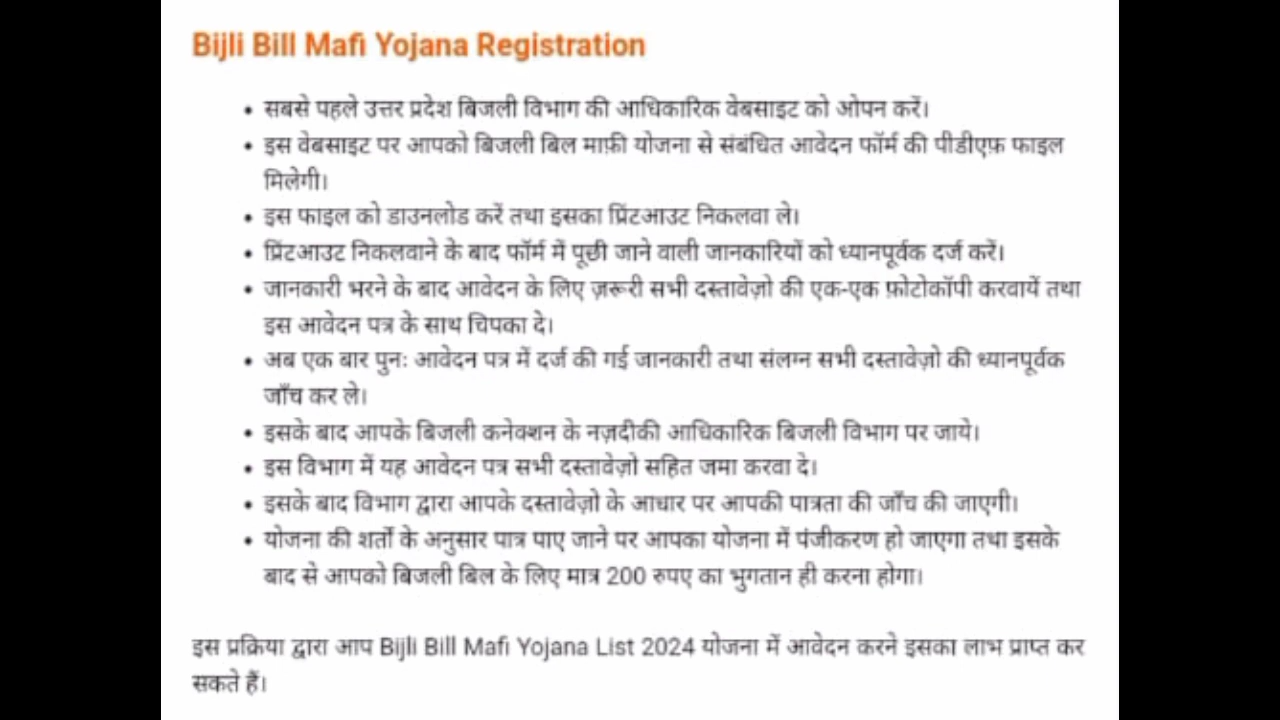 Bijli Bill Mafi Yojana Registration
• सबसे पहले उत्तर प्रदेश बिजली विभाग की आधिकारिक वेबसाइट को ओपन करें।
• इस वेबसाइट पर आपको बिजली बिल माफ़ी योजना से संबंधित आवेदन फॉर्म की पीडीएफ़ फाइल
मिलेगी।
• इस फाइल को डाउनलोड करें तथा इसका प्रिंटआउट निकलवा ले।
• प्रिंटआउट निकलवाने के बाद फॉर्म में पूछी जाने वाली जानकारियों को ध्यानपूर्वक दर्ज करें।
• जानकारी भरने के बाद आवेदन के लिए ज़रूरी सभी दस्तावेज़ो की एक-एक फ़ोटोकॉपी करवायें तथा
इस आवेदन पत्र के साथ चिपका दे।
• अब एक बार पुनः आवेदन पत्र में दर्ज की गई जानकारी तथा संलग्न सभी दस्तावेज़ो की ध्यानपूर्वक
जाँच कर ले।
• इसके बाद आपके बिजली कनेक्शन के नज़दीकी आधिकारिक बिजली विभाग पर जाये।
• इस विभाग में यह आवेदन पत्र सभी दस्तावेज़ो सहित जमा करवा दे।
• इसके बाद विभाग द्वारा आपके दस्तावेज़ो के आधार पर आपकी पात्रता की जाँच की जाएगी।
• योजना की शर्तों के अनुसार पात्र पाए जाने पर आपका योजना में पंजीकरण हो जाएगा तथा इसके
बाद से आपको बिजली बिल के लिए मात्र 200 रुपए का भुगतान ही करना होगा।
इस प्रक्रिया द्वारा आप Bijli Bill Mafi Yojana List 2024 योजना में आवेदन करने इसका लाभ प्राप्त कर
सकते हैं।